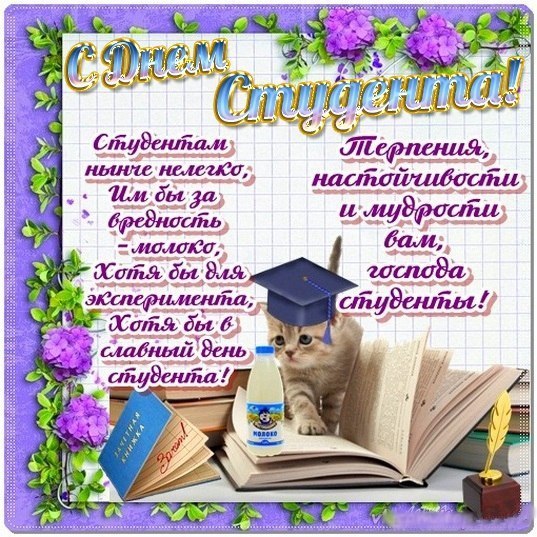 С Днем
Студента!
Студентам
нынче нелегко,
Им бы за
вредность
- молоко,
Хотя бы для
эксперимента,
Хотя бы в
славный день
студента!
Терпения,
настойчивости
и мудрости
вам,
господа
студенты!
МОЛОКО
ЗАЧЕТНАЯ
КНИЖКА
Зачет!